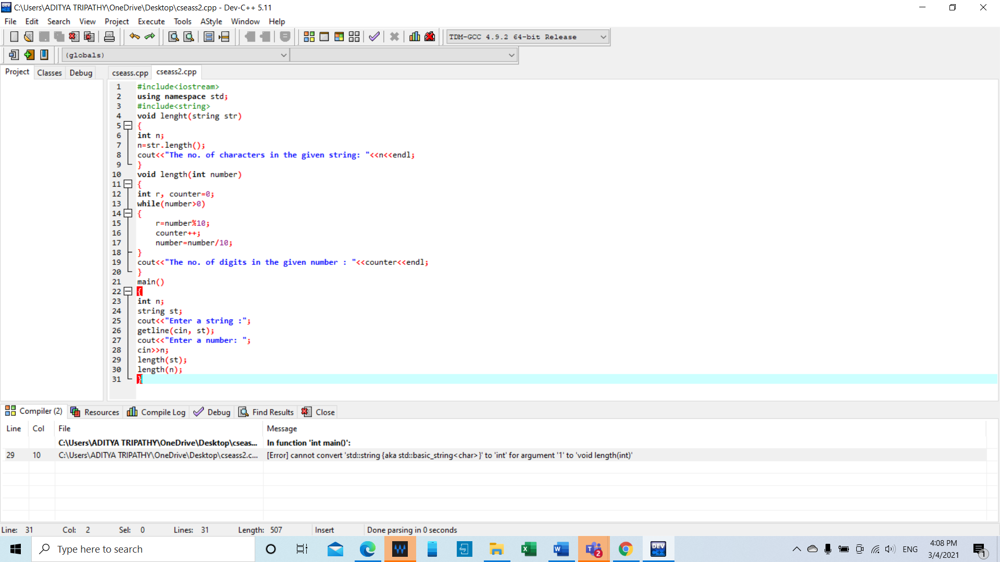 C:\Users\ADITYA TRIPATHY\OneDrive\Desktop\cseass2.cpp - Dev-C++ 5.11
File Edit Search View Project Execute Tools AStyle Window Help
TDM-GCC 4.9.2 64-bit Release
(globals)
Project Classes Debug cseass.cpp cseass2.cpp
1 #include<iostream>
2 using namespace std;
3 #include<string>
4 void lenght(string str)
5 {
6 int n;
7 n=str.length();
8 cout<<"The no. of characters in the given string: "<<n<<endl;
9 }
10 void length(int number)
11 {
12 int r, counter=0;
13 while(number>0)
14 {
15 r=number%10;
16 counter++;
17 number=number/10;
18 }
19 cout<<"The no. of digits in the given number : "<<counter<<endl;
20 }
21 main()
22 {
23 int n;
24 string st;
25 cout<<"Enter a string :";
26 getline(cin, st);
27 cout<<"Enter a number: ";
28 cin>>n;
29 length(st);
30 length(n);
31 }
Compiler (2) Resources Compile Log Debug Find Results Close
Line Col File Message
C:\Users\ADITYA TRIPATHY\OneDrive\Desktop\cseas... In function 'int main()':
29 10 C:\Users\ADITYA TRIPATHY\OneDrive\Desktop\cseass2.c... [Error] cannot convert 'std::string {aka std::basic_string<char>}' to 'int' for argument '1' to 'void length(int)'
Line: 31 Col: 2 Sel: 0 Lines: 31 Length: 507 Insert Done parsing in 0 seconds
Type here to search
DEV C++
2
ENG
4:08 PM
3/4/2021
1